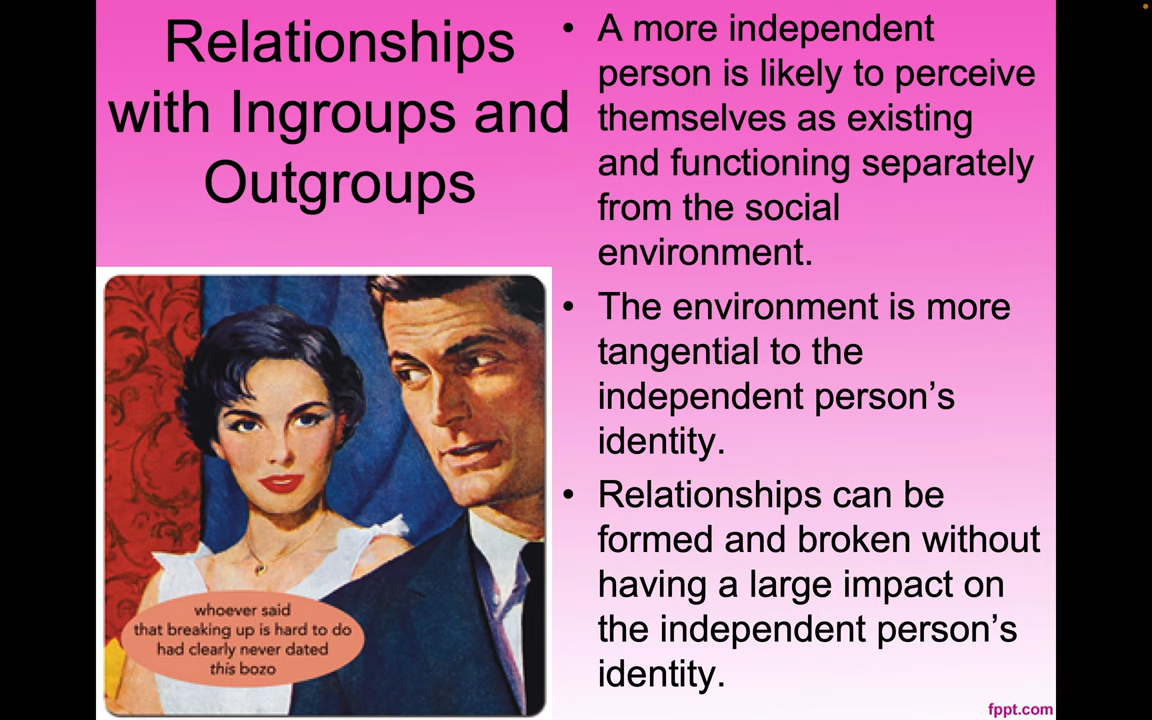 Relationships
with Ingroups and
Outgroups
• A more independent
person is likely to perceive
themselves as existing
and functioning separately
from the social
environment.
• The environment is more
tangential to the
independent person’s
identity.
• Relationships can be
formed and broken without
having a large impact on
the independent person’s
identity.
whoever said
that breaking up is hard to do
had clearly never dated
this bozo
fppt.com